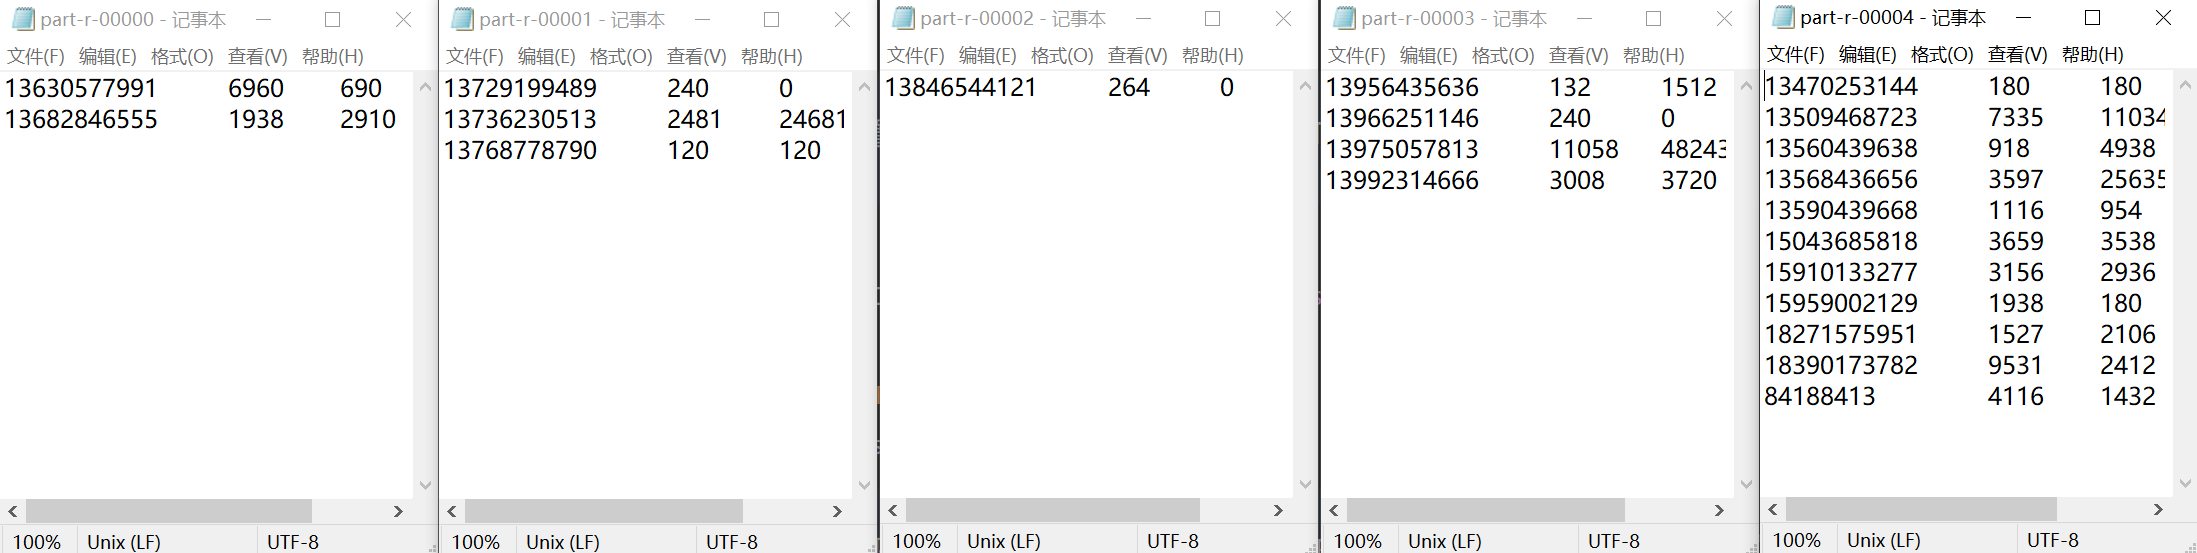 part-r-00000 - 记事本
文件(F) 编辑(E) 格式(O) 查看(V) 帮助(H)
13630577991 6960 690
13682846555 1938 2910
100% Unix (LF) UTF-8
part-r-00001 - 记事本
文件(F) 编辑(E) 格式(O) 查看(V) 帮助(H)
13729199489 240 0
13736230513 2481 24681
13768778790 120 120
100% Unix (LF) UTF-8
part-r-00002 - 记事本
文件(F) 编辑(E) 格式(O) 查看(V) 帮助(H)
13846544121 264 0
100% Unix (LF) UTF-8
part-r-00003 - 记事本
文件(F) 编辑(E) 格式(O) 查看(V) 帮助(H)
13956435636 132 1512
13966251146 240 0
13975057813 11058 48243
13992314666 3008 3720
100% Unix (LF) UTF-8
part-r-00004 - 记事本
文件(F) 编辑(E) 格式(O) 查看(V) 帮助(H)
13470253144 180 180
13509468723 7335 11034
13560439638 918 4938
13568436656 3597 25635
13590439668 1116 954
15043685818 3659 3538
15910133277 3156 2936
15959002129 1938 180
18271575951 1527 2106
18390173782 9531 2412
84188413 4116 1432
100% Unix (LF) UTF-8